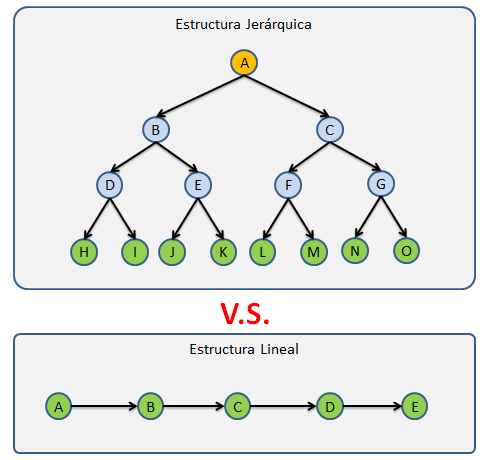 Estructura Jerárquica
A
B C
D E F G
H I J K L M N O
V.S.
Estructura Lineal
A B C D E